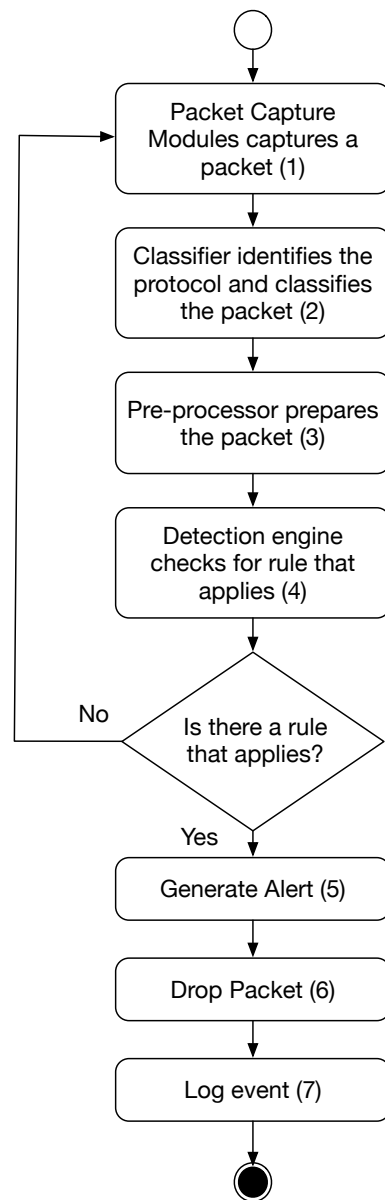 Packet Capture
Modules captures a
packet (1)
Classifier identifies the
protocol and classifies
the packet (2)
Pre-processor prepares
the packet (3)
Detection engine
checks for rule that
applies (4)
No
Is there a rule
that applies?
Yes
Generate Alert (5)
Drop Packet (6)
Log event (7)